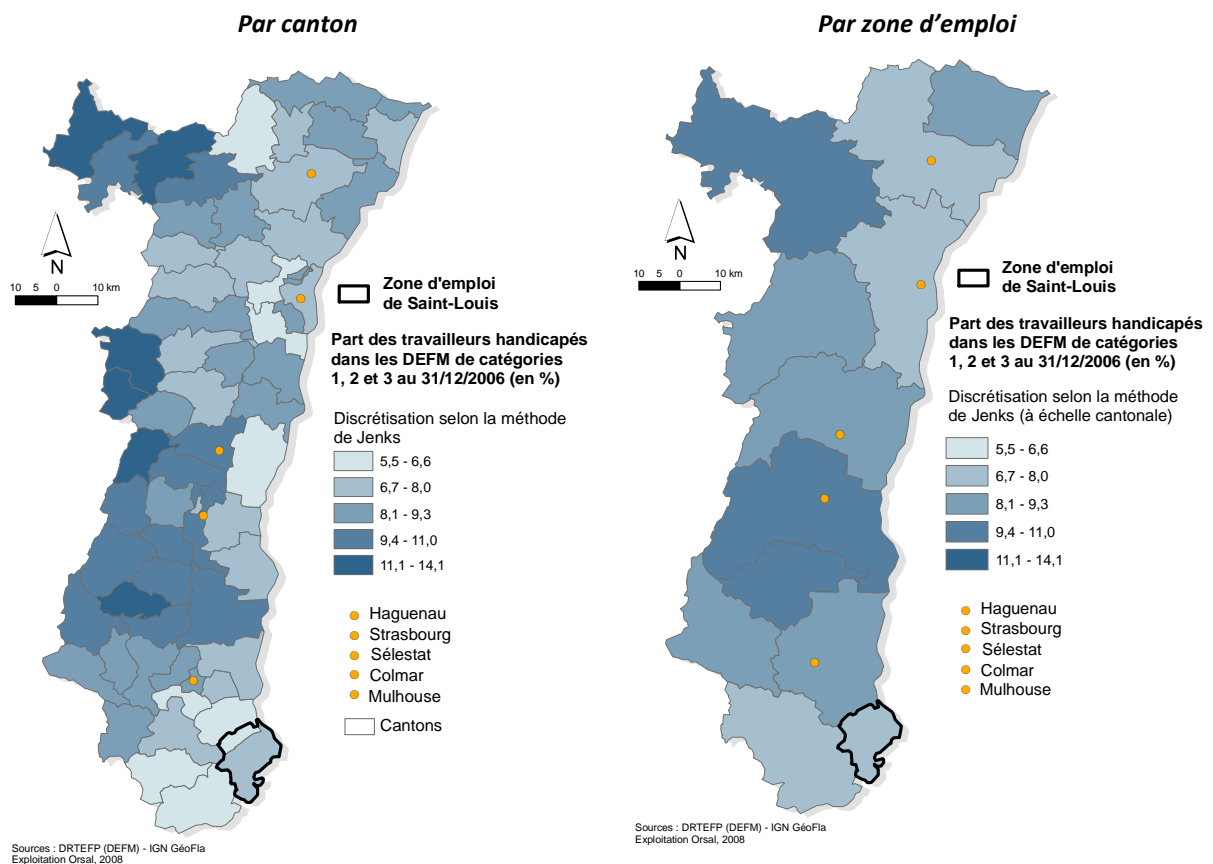 Par canton
N
10 5 0 10 km
Zone d'emploi
de Saint-Louis
Part des travailleurs handicapés
dans les DEFM de catégories
1, 2 et 3 au 31/12/2006 (en %)
Discrétisation selon la méthode
de Jenks
5,5 - 6,6
6,7 - 8,0
8,1 - 9,3
9,4 - 11,0
11,1 - 14,1
Haguenau
Strasbourg
Sélestat
Colmar
Mulhouse
Cantons
Sources : DRTEFP (DEFM) - IGN GéoFla
Exploitation Orsal, 2008
Par zone d’emploi
N
10 5 0 10 km
Zone d'emploi
de Saint-Louis
Part des travailleurs handicapés
dans les DEFM de catégories
1, 2 et 3 au 31/12/2006 (en %)
Discrétisation selon la méthode
de Jenks (à échelle cantonale)
5,5 - 6,6
6,7 - 8,0
8,1 - 9,3
9,4 - 11,0
11,1 - 14,1
Haguenau
Strasbourg
Sélestat
Colmar
Mulhouse
Sources : DRTEFP (DEFM) - IGN GéoFla
Exploitation Orsal, 2008